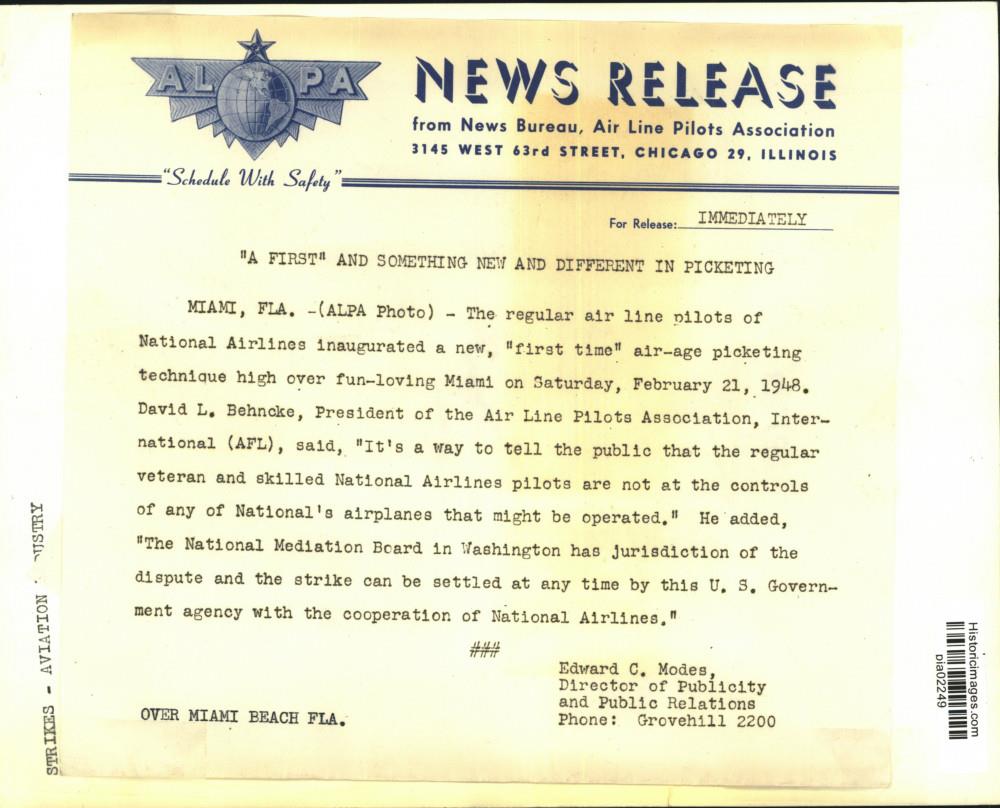 ALPA
NEWS RELEASE
from News Bureau, Air Line Pilots Association
3145 WEST 63rd STREET, CHICAGO 29, ILLINOIS
"Schedule With Safety"
For Release: IMMEDIATELY
"A FIRST" AND SOMETHING NEW AND DIFFERENT IN PICKETING
MIAMI, FLA. -(ALPA Photo) - The regular air line pilots of
National Airlines inaugurated a new, "first time" air-age picketing
technique high over fun-loving Miami on Saturday, February 21, 1948.
David L. Behncke, President of the Air Line Pilots Association, Inter-
national (AFL), said, "It's a way to tell the public that the regular
veteran and skilled National Airlines pilots are not at the controls
of any of National's airplanes that might be operated." He added,
"The National Mediation Board in Washington has jurisdiction of the
dispute and the strike can be settled at any time by this U. S. Govern-
ment agency with the cooperation of National Airlines."
###
Edward C. Modes,
Director of Publicity
and Public Relations
Phone: Grovehill 2200
OVER MIAMI BEACH FLA.
STRIKES - AVIATION
USTRY
Historicimages.com
pia02249